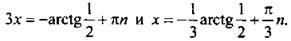 3x = −arctg 1/2 + πn и x = −1/3 arctg 1/2 + π/3 n.